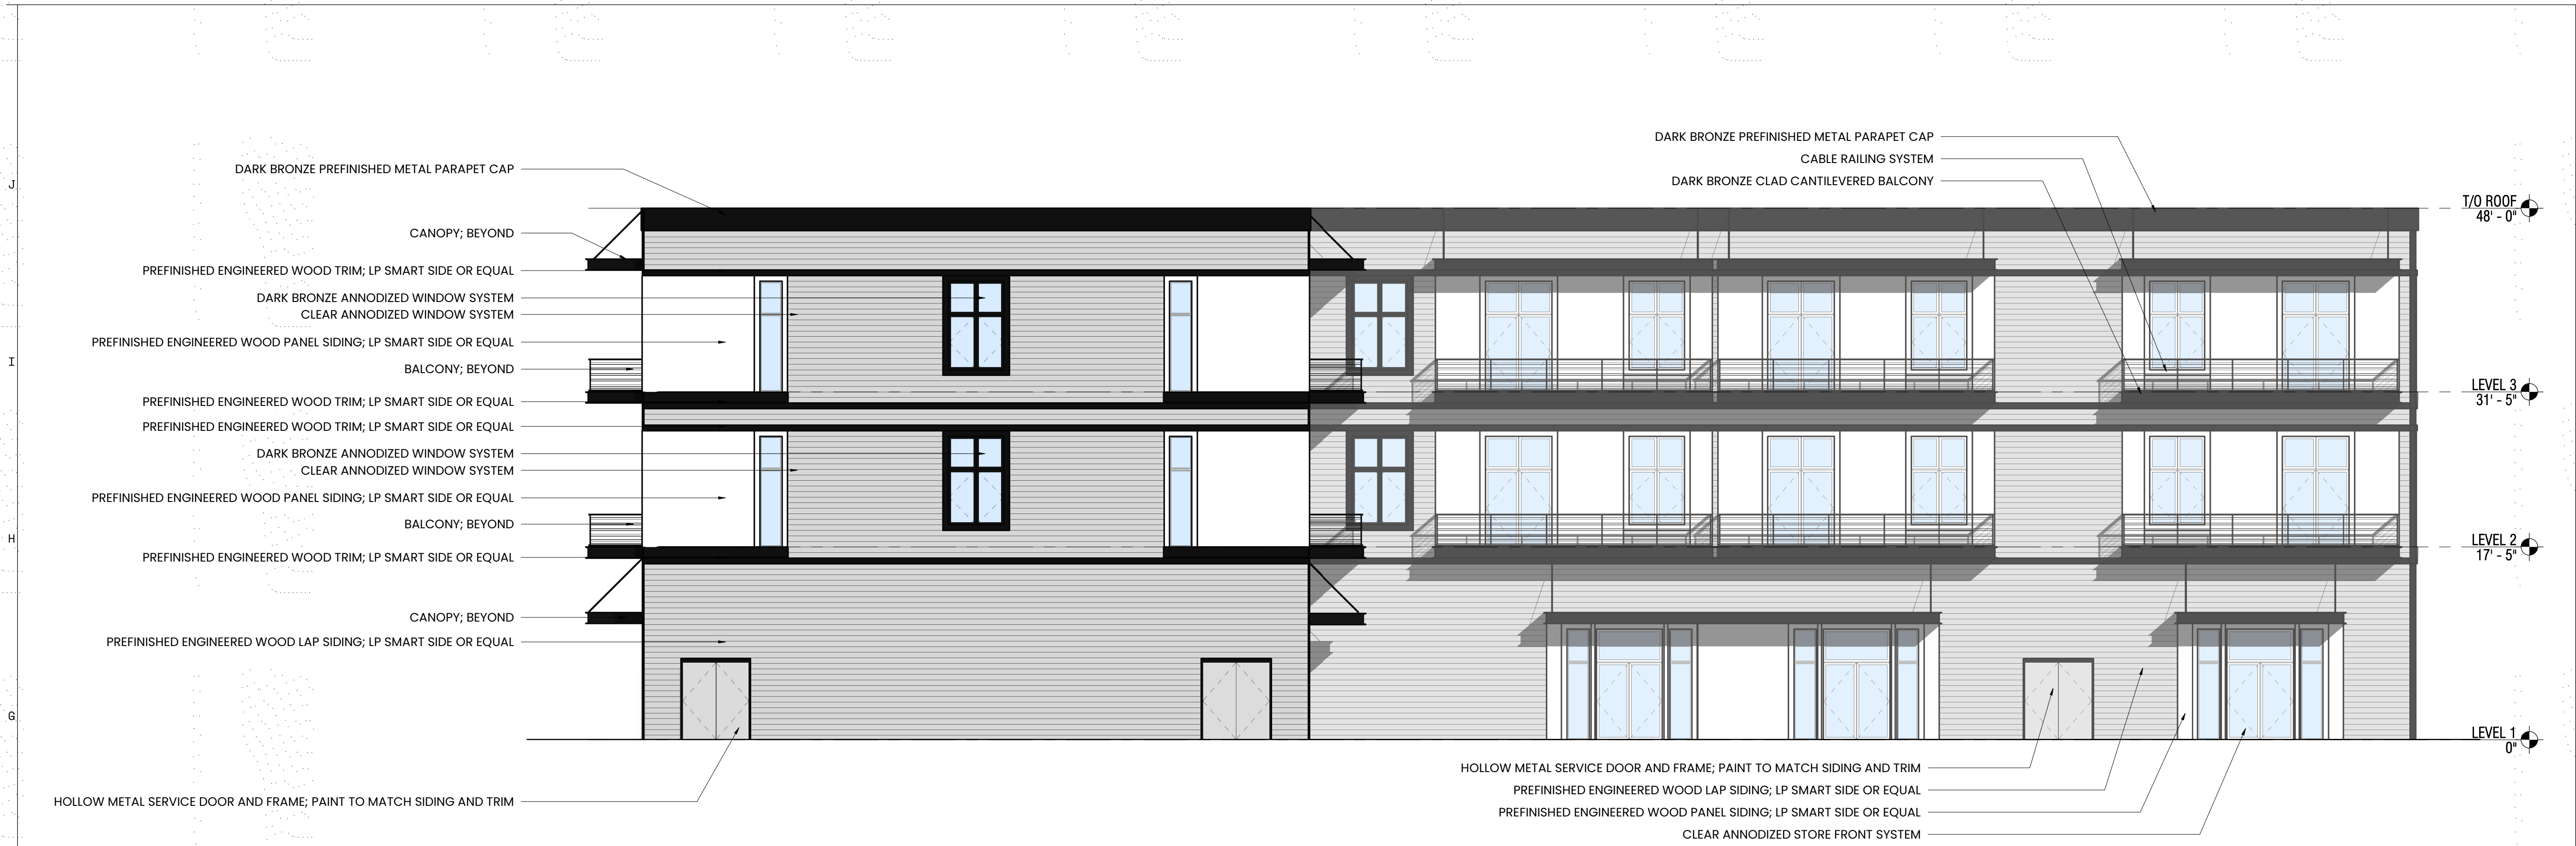 DARK BRONZE PREFINISHED METAL PARAPET CAP
CABLE RAILING SYSTEM
DARK BRONZE CLAD CANTILEVERED BALCONY
DARK BRONZE PREFINISHED METAL PARAPET CAP
J
T/O ROOF
48' - 0"
CANOPY; BEYOND
PREFINISHED ENGINEERED WOOD TRIM; LP SMART SIDE OR EQUAL
DARK BRONZE ANNODIZED WINDOW SYSTEM
CLEAR ANNODIZED WINDOW SYSTEM
PREFINISHED ENGINEERED WOOD PANEL SIDING; LP SMART SIDE OR EQUAL
I
BALCONY; BEYOND
LEVEL 3
31' - 5"
PREFINISHED ENGINEERED WOOD TRIM; LP SMART SIDE OR EQUAL
PREFINISHED ENGINEERED WOOD TRIM; LP SMART SIDE OR EQUAL
DARK BRONZE ANNODIZED WINDOW SYSTEM
CLEAR ANNODIZED WINDOW SYSTEM
PREFINISHED ENGINEERED WOOD PANEL SIDING; LP SMART SIDE OR EQUAL
BALCONY; BEYOND
H
LEVEL 2
17' - 5"
PREFINISHED ENGINEERED WOOD TRIM; LP SMART SIDE OR EQUAL
CANOPY; BEYOND
PREFINISHED ENGINEERED WOOD LAP SIDING; LP SMART SIDE OR EQUAL
G
LEVEL 1
0"
HOLLOW METAL SERVICE DOOR AND FRAME; PAINT TO MATCH SIDING AND TRIM
HOLLOW METAL SERVICE DOOR AND FRAME; PAINT TO MATCH SIDING AND TRIM
PREFINISHED ENGINEERED WOOD LAP SIDING; LP SMART SIDE OR EQUAL
PREFINISHED ENGINEERED WOOD PANEL SIDING; LP SMART SIDE OR EQUAL
CLEAR ANNODIZED STORE FRONT SYSTEM